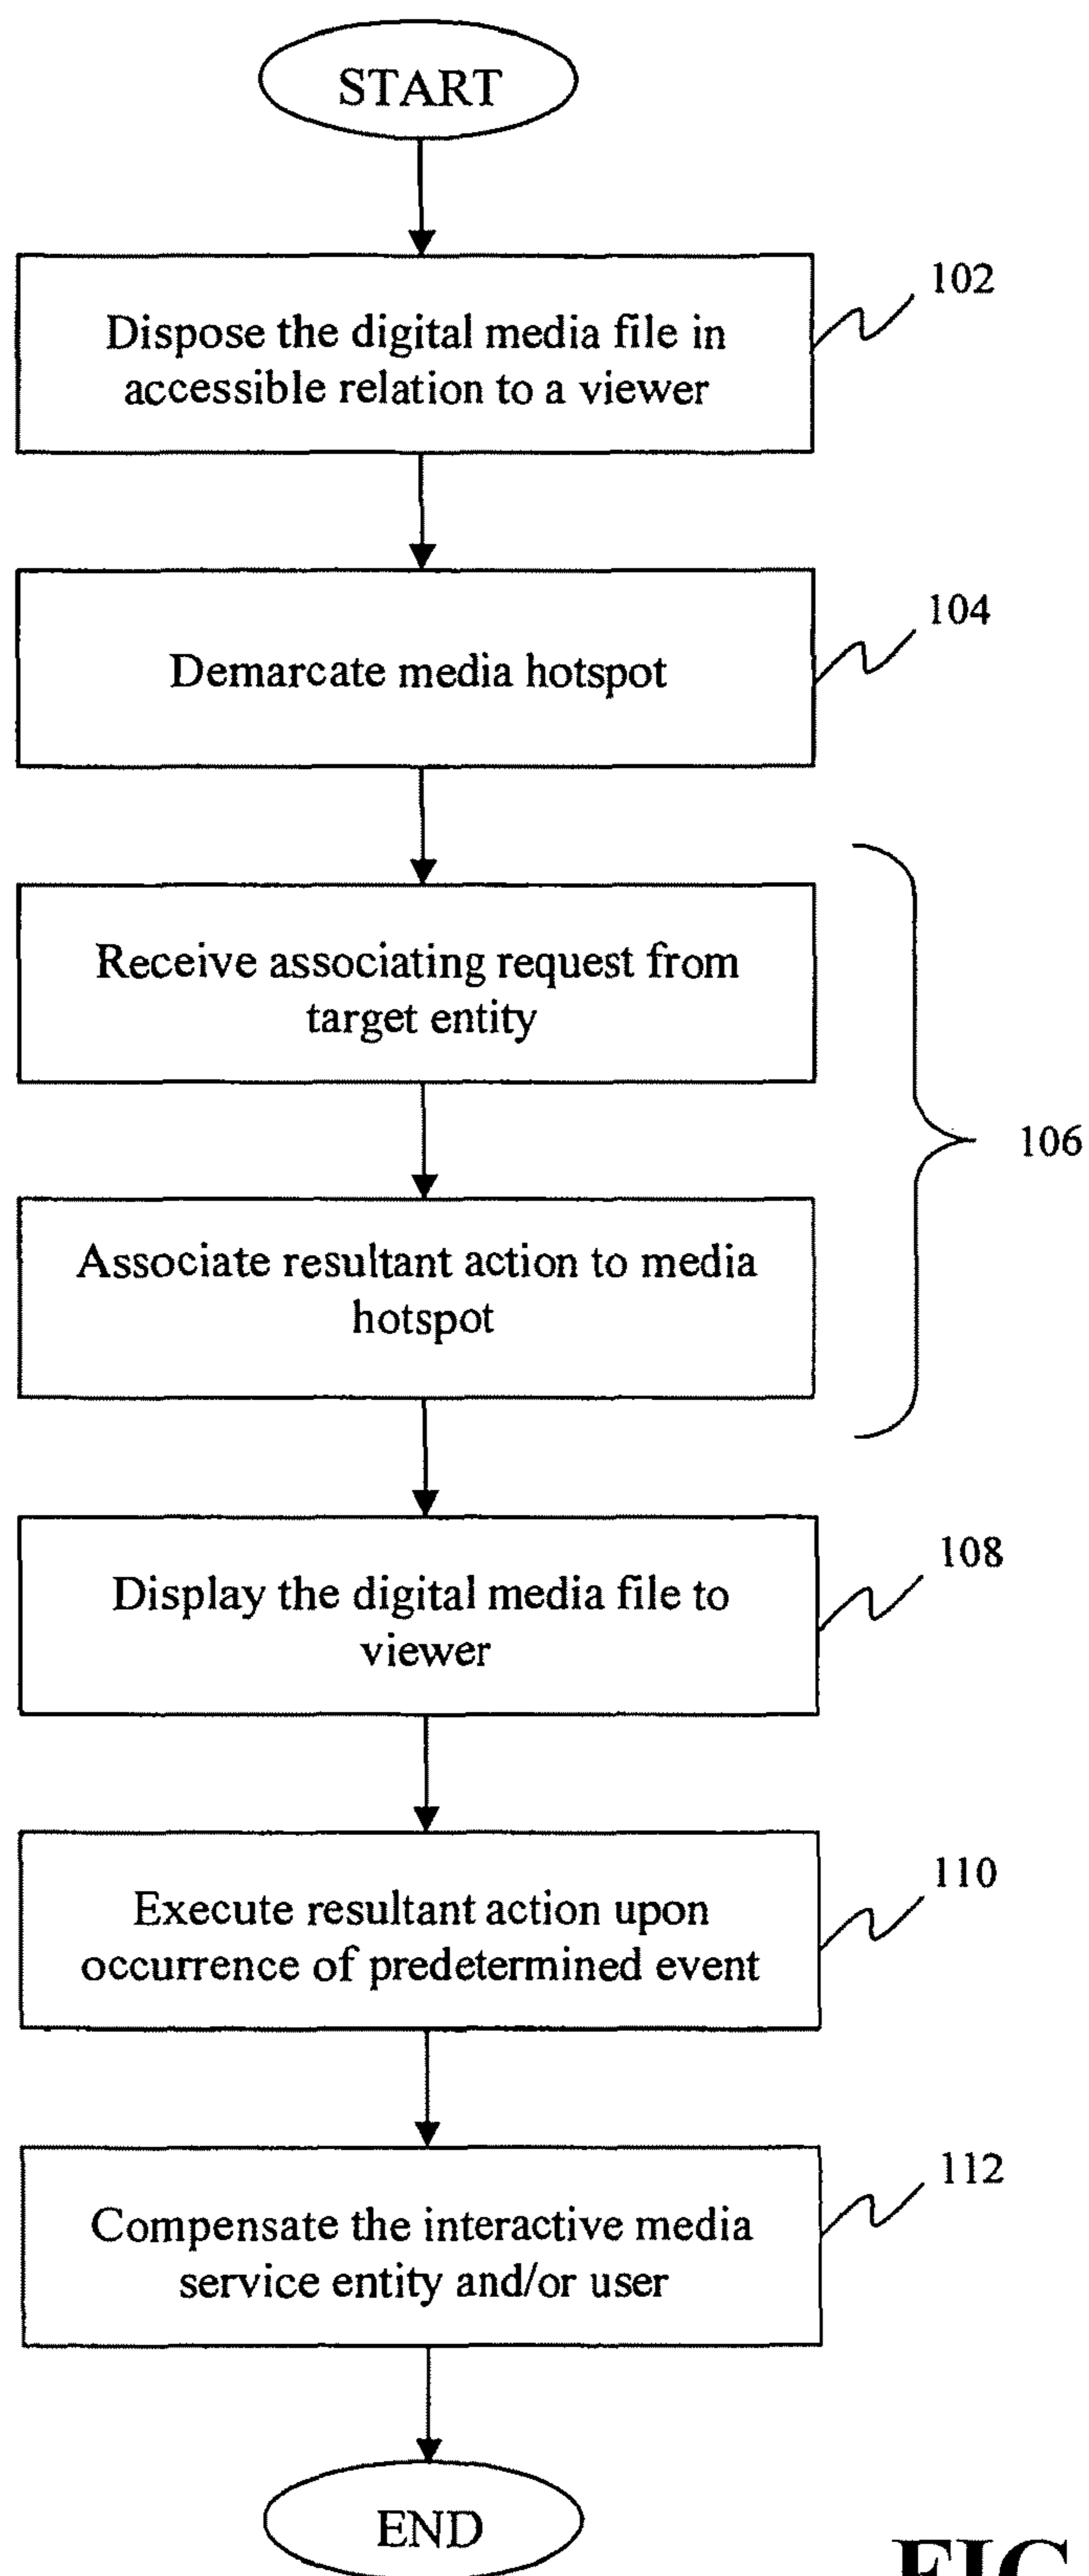 START
102
Dispose the digital media file in
accessible relation to a viewer
104
Demarcate media hotspot
Receive associating request from
target entity
106
Associate resultant action to media
hotspot
108
Display the digital media file to
viewer
110
Execute resultant action upon
occurrence of predetermined event
112
Compensate the interactive media
service entity and/or user
END